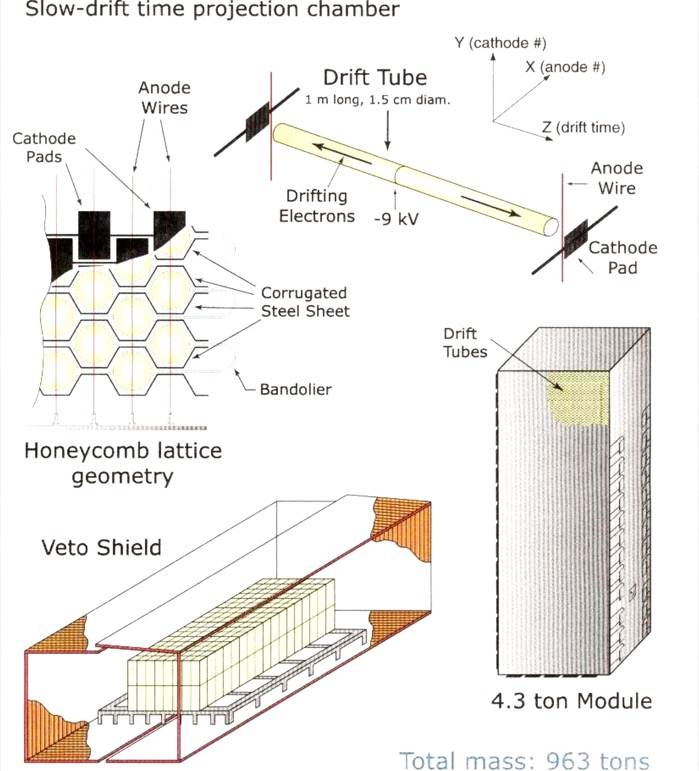 Slow-drift time projection chamber
Y (cathode #)
X (anode #)
Z (drift time)
Drift Tube
1 m long, 1.5 cm diam.
Anode
Wires
Cathode
Pads
Drifting
Electrons
-9 kV
Anode
Wire
Cathode
Pad
Corrugated
Steel Sheet
Bandolier
Honeycomb lattice
geometry
Drift
Tubes
4.3 ton Module
Veto Shield
Total mass: 963 tons